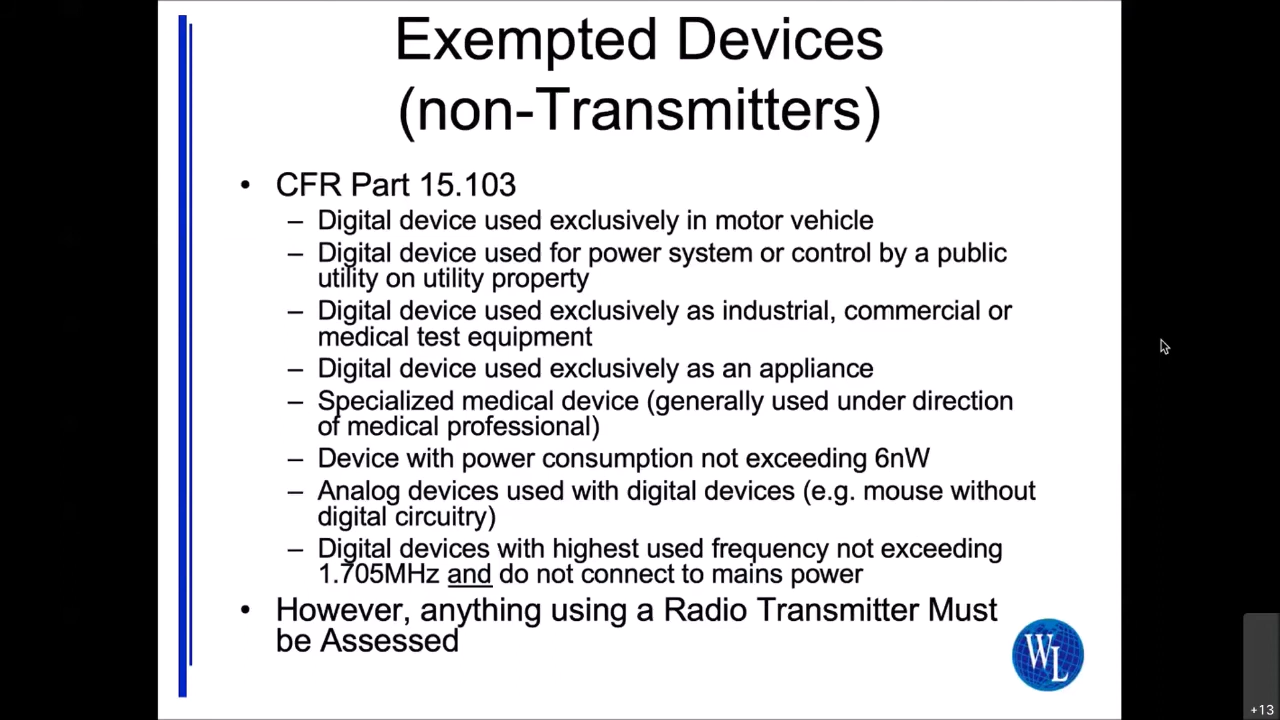 Exempted Devices
(non-Transmitters)
• CFR Part 15.103
– Digital device used exclusively in motor vehicle
– Digital device used for power system or control by a public
utility on utility property
– Digital device used exclusively as industrial, commercial or
medical test equipment
– Digital device used exclusively as an appliance
– Specialized medical device (generally used under direction
of medical professional)
– Device with power consumption not exceeding 6nW
– Analog devices used with digital devices (e.g. mouse without
digital circuitry)
– Digital devices with highest used frequency not exceeding
1.705MHz and do not connect to mains power
• However, anything using a Radio Transmitter Must
be Assessed
WL
+13